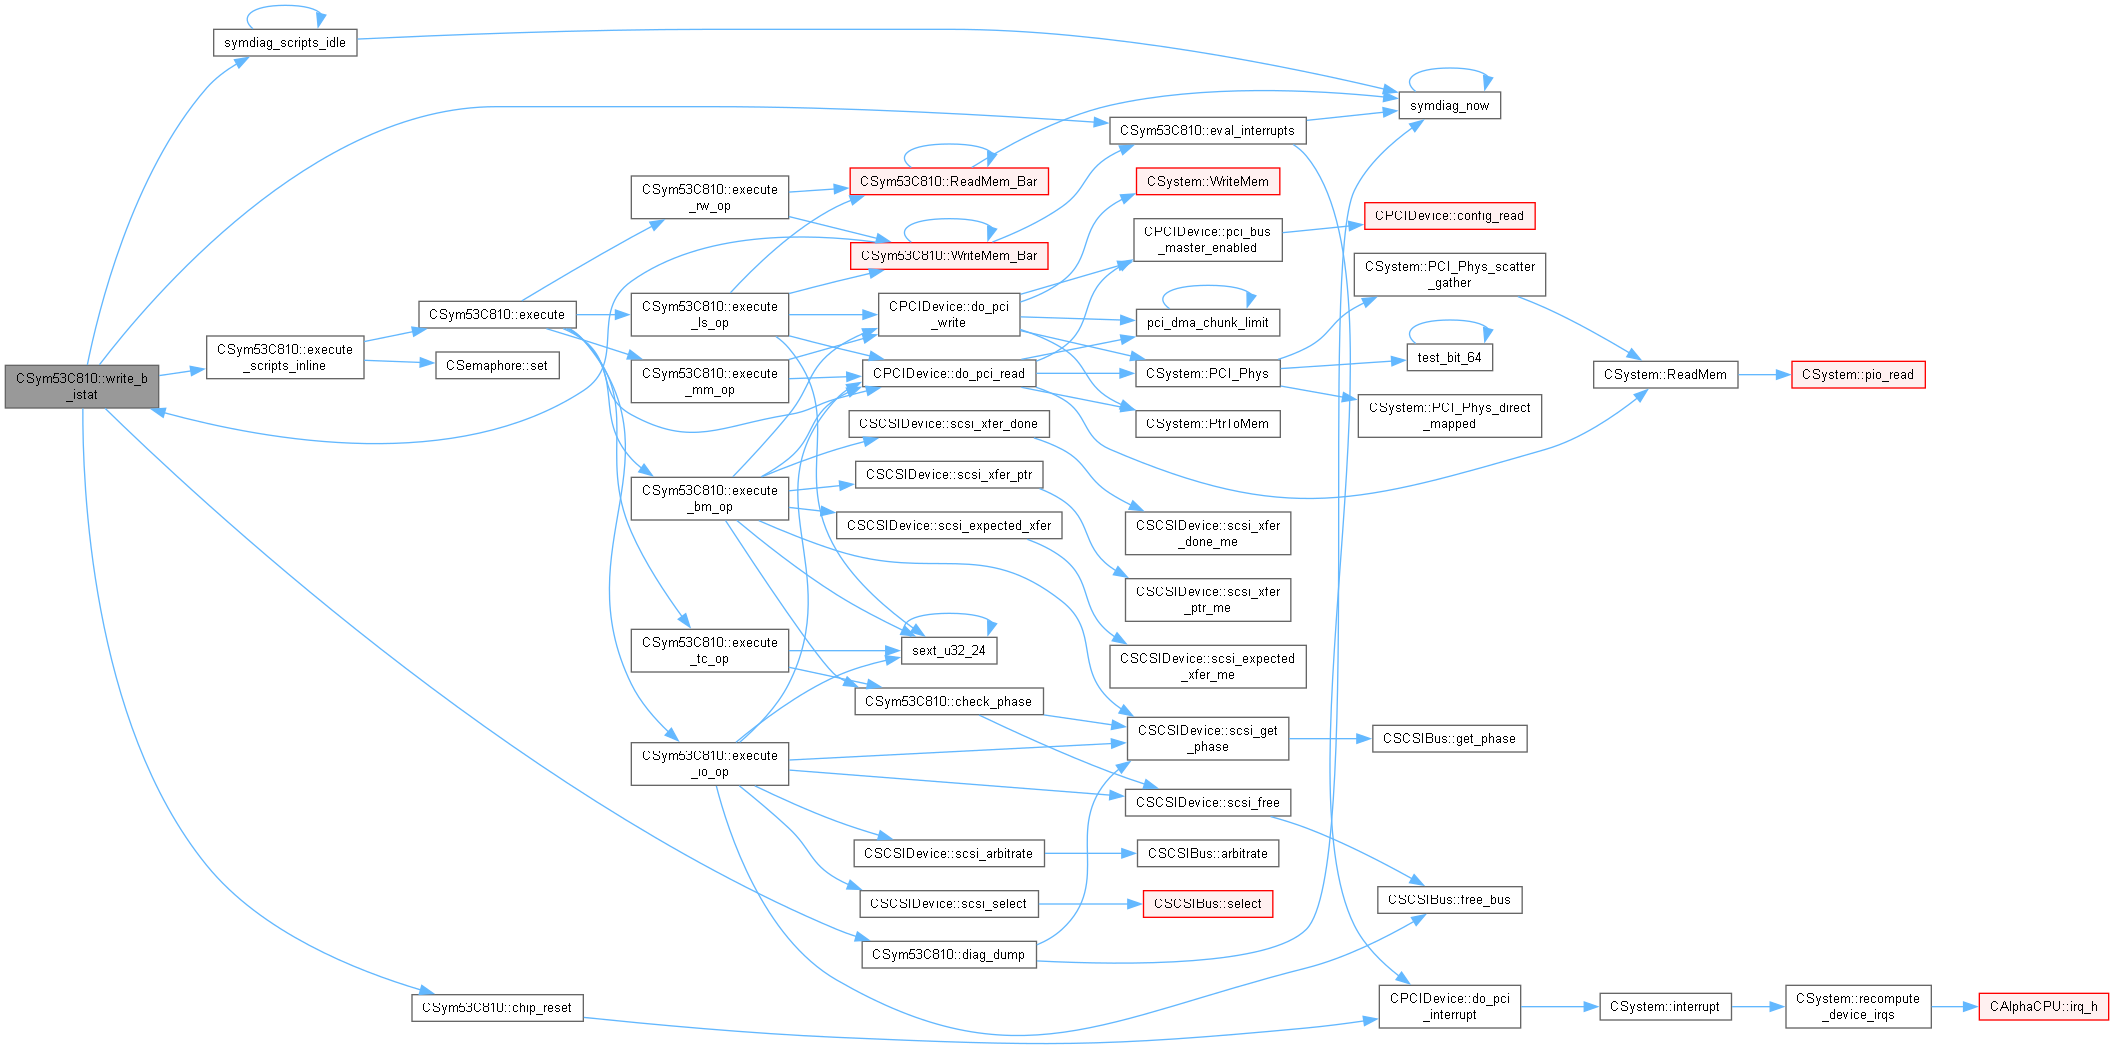 CSym53C810::write_b
_istat
symdiag_scripts_idle
CSym53C810::execute
_scripts_inline
CSym53C810::execute
CSemaphore::set
CSym53C810::chip_reset
CSym53C810::execute
_rw_op
CSym53C810::execute
_ls_op
CSym53C810::execute
_mm_op
CSym53C810::execute
_bm_op
CSym53C810::execute
_tc_op
CSym53C810::execute
_io_op
CSym53C810::ReadMem_Bar
CSym53C810::WriteMem_Bar
CPCIDevice::do_pci
_write
CPCIDevice::do_pci_read
CSCSIDevice::scsi_xfer_done
CSCSIDevice::scsi_xfer_ptr
CSCSIDevice::scsi_expected_xfer
sext_u32_24
CSym53C810::check_phase
CSCSIDevice::scsi_arbitrate
CSCSIDevice::scsi_select
CSym53C810::diag_dump
CSym53C810::eval_interrupts
CSystem::WriteMem
CPCIDevice::pci_bus
_master_enabled
pci_dma_chunk_limit
CSystem::PCI_Phys
CSystem::PtrToMem
CSCSIDevice::scsi_xfer
_done_me
CSCSIDevice::scsi_xfer
_ptr_me
CSCSIDevice::scsi_expected
_xfer_me
CSCSIDevice::scsi_get
_phase
CSCSIDevice::scsi_free
CSCSIBus::arbitrate
CSCSIBus::select
symdiag_now
CPCIDevice::config_read
CSystem::PCI_Phys_scatter
_gather
test_bit_64
CSystem::PCI_Phys_direct
_mapped
CSCSIBus::get_phase
CSCSIBus::free_bus
CPCIDevice::do_pci
_interrupt
CSystem::ReadMem
CSystem::pio_read
CSystem::interrupt
CSystem::recompute
_device_irqs
CAlphaCPU::irq_h